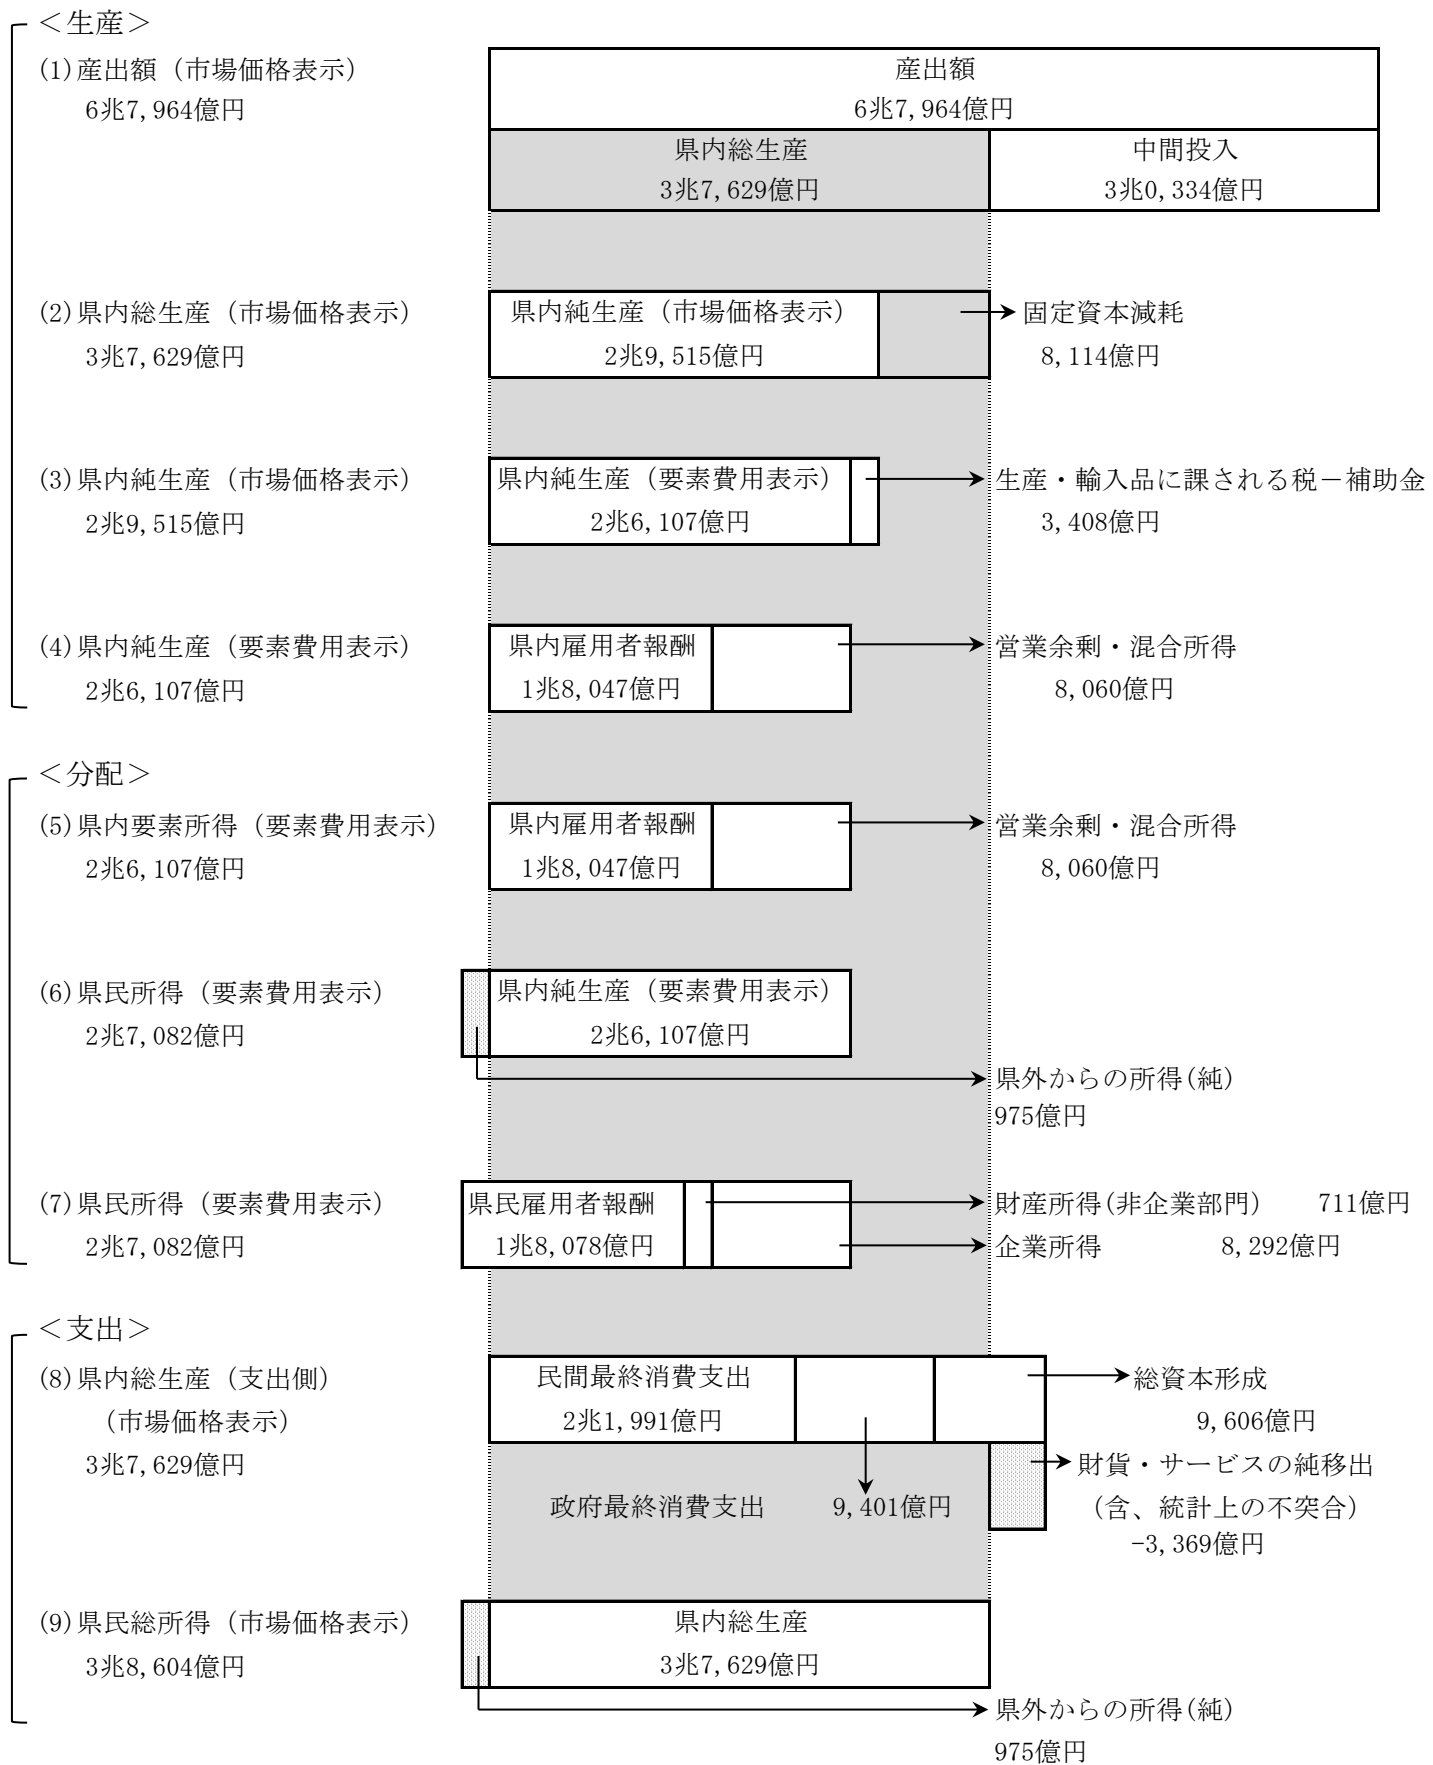 ＜生産＞
(1)産出額（市場価格表示）
6兆7,964億円
産出額
6兆7,964億円
県内総生産
3兆7,629億円
中間投入
3兆0,334億円
(2)県内総生産（市場価格表示）
3兆7,629億円
県内純生産（市場価格表示）
2兆9,515億円
固定資本減耗
8,114億円
(3)県内純生産（市場価格表示）
2兆9,515億円
県内純生産（要素費用表示）
2兆6,107億円
生産・輸入品に課される税－補助金
3,408億円
(4)県内純生産（要素費用表示）
2兆6,107億円
県内雇用者報酬
1兆8,047億円
営業余剰・混合所得
8,060億円
＜分配＞
(5)県内要素所得（要素費用表示）
2兆6,107億円
県内雇用者報酬
1兆8,047億円
営業余剰・混合所得
8,060億円
(6)県民所得（要素費用表示）
2兆7,082億円
県内純生産（要素費用表示）
2兆6,107億円
県外からの所得(純)
975億円
(7)県民所得（要素費用表示）
2兆7,082億円
県民雇用者報酬
1兆8,078億円
財産所得(非企業部門) 711億円
企業所得 8,292億円
＜支出＞
(8)県内総生産（支出側）
（市場価格表示）
3兆7,629億円
民間最終消費支出
2兆1,991億円
総資本形成
9,606億円
政府最終消費支出 9,401億円
財貨・サービスの純移出
（含、統計上の不突合）
-3,369億円
(9)県民総所得（市場価格表示）
3兆8,604億円
県内総生産
3兆7,629億円
県外からの所得(純)
975億円